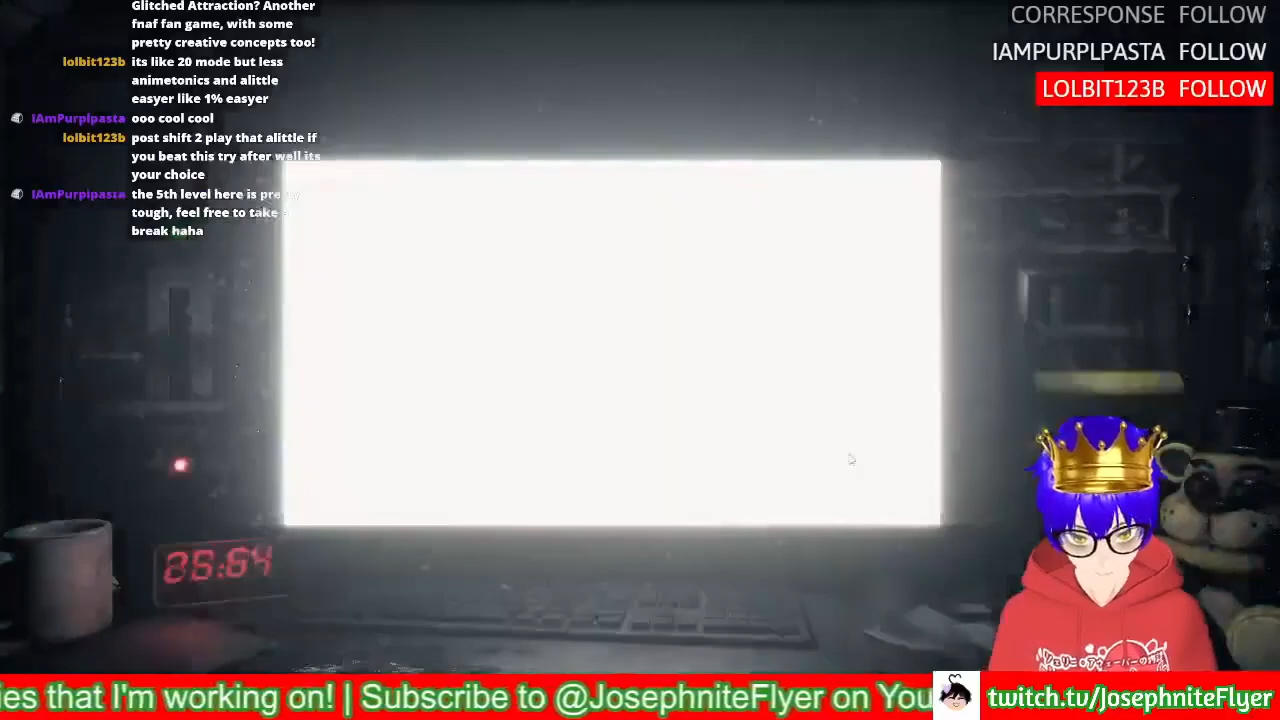 Glitched Attraction? Another
fnaf fan game, with some
pretty creative concepts too!
lolbit123b its like 20 mode but less
animetonics and alittle
easyer like 1% easyer
IAmPurplpasta ooo cool cool
lolbit123b post shift 2 play that alittle if
you beat this try after well its
your choice
IAmPurplpasta the 5th level here is
tough, feel free to take
break haha
CORRESPONSE FOLLOW
IAMPURPLPASTA FOLLOW
LOLBIT123B FOLLOW
ies that I'm working on! | Subscribe to @JosephniteFlyer on You
twitch.tv/JosephniteFlyer